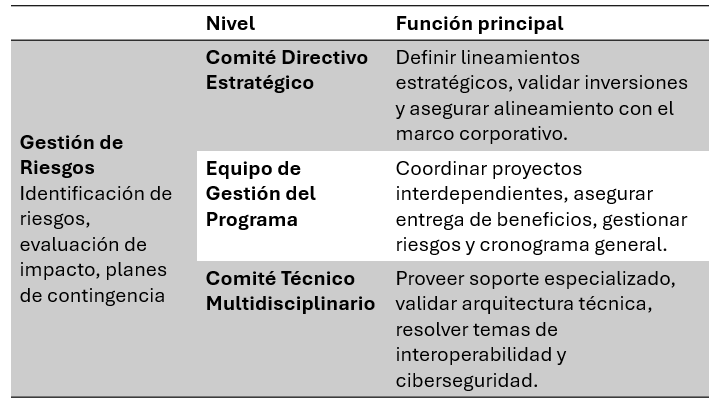 Nivel
Función principal
Gestión de
Riesgos
Identificación de
riesgos,
evaluación de
impacto, planes
de contingencia
Comité Directivo
Estratégico
Definir lineamientos
estratégicos, validar inversiones
y asegurar alineamiento con el
marco corporativo.
Equipo de
Gestión del
Programa
Coordinar proyectos
interdependientes, asegurar
entrega de beneficios, gestionar
riesgos y cronograma general.
Comité Técnico
Multidisciplinario
Proveer soporte especializado,
validar arquitectura técnica,
resolver temas de
interoperabilidad y
ciberseguridad.